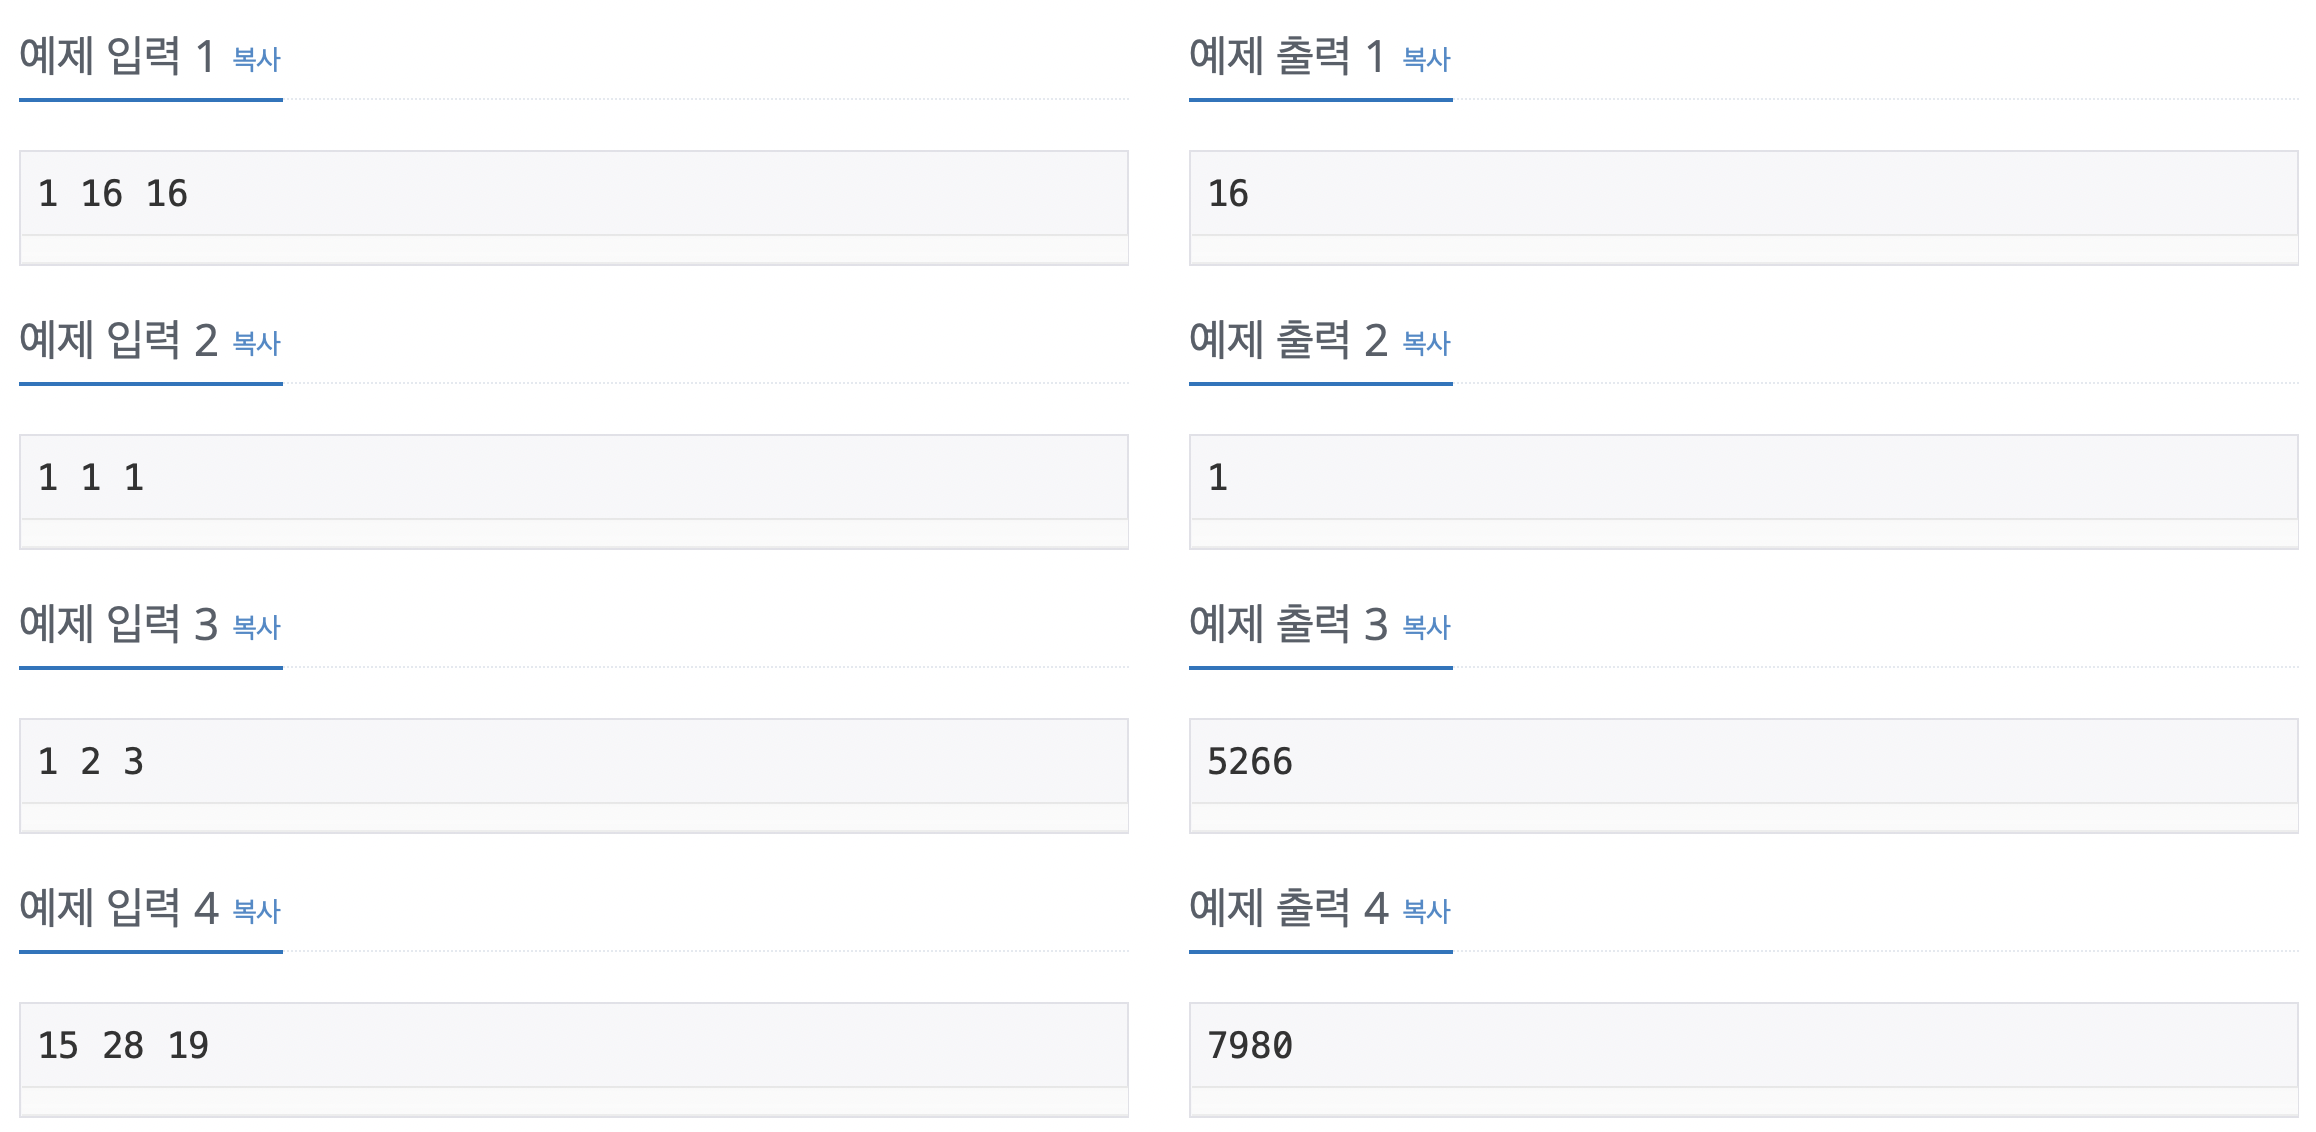 예제 입력 1 복사
1 16 16
예제 출력 1 복사
16
예제 입력 2 복사
1 1 1
예제 출력 2 복사
1
예제 입력 3 복사
1 2 3
예제 출력 3 복사
5266
예제 입력 4 복사
15 28 19
예제 출력 4 복사
7980